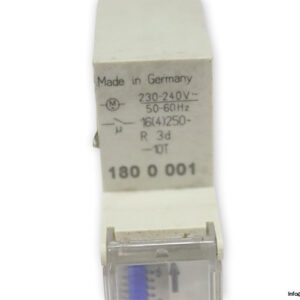 Made in Germany
M 230-240V~
50-60Hz
µ 16(4)250~
R 3d
-10T
180 0 001